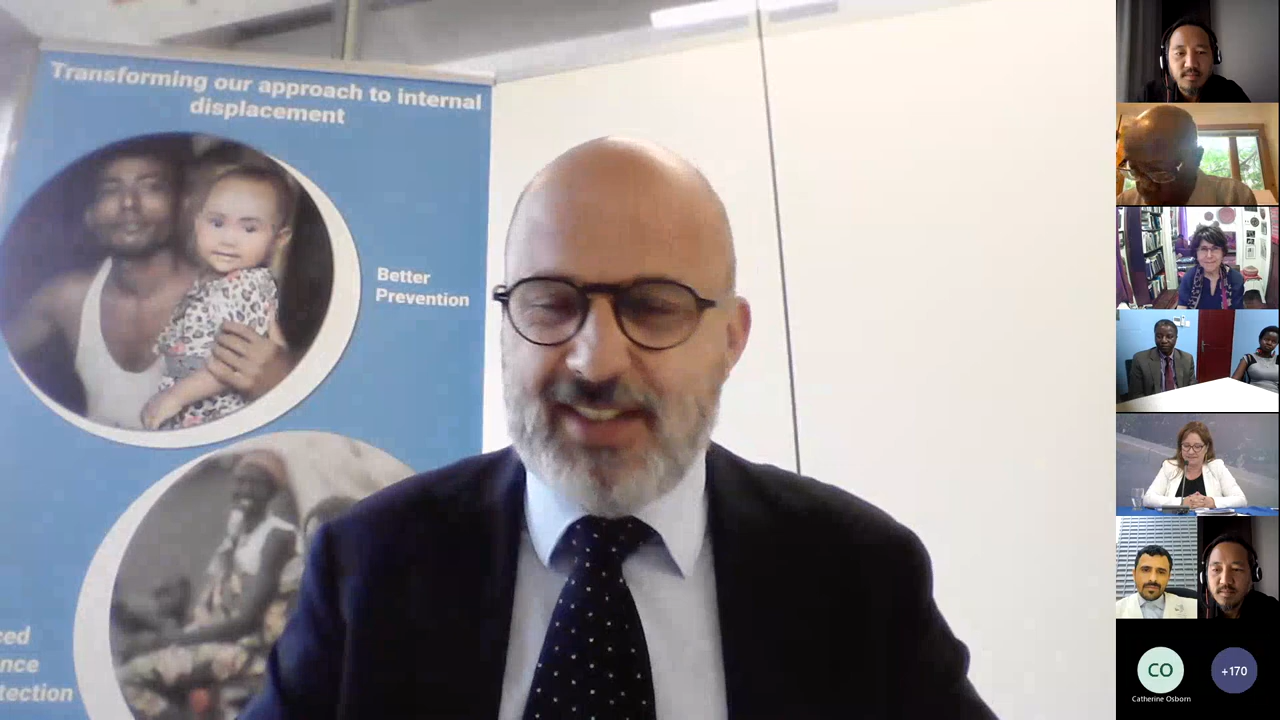 Transforming our approach to internal
displacement
Better
Prevention
ced
nce
tection
CO
+170
Catherine Osborn